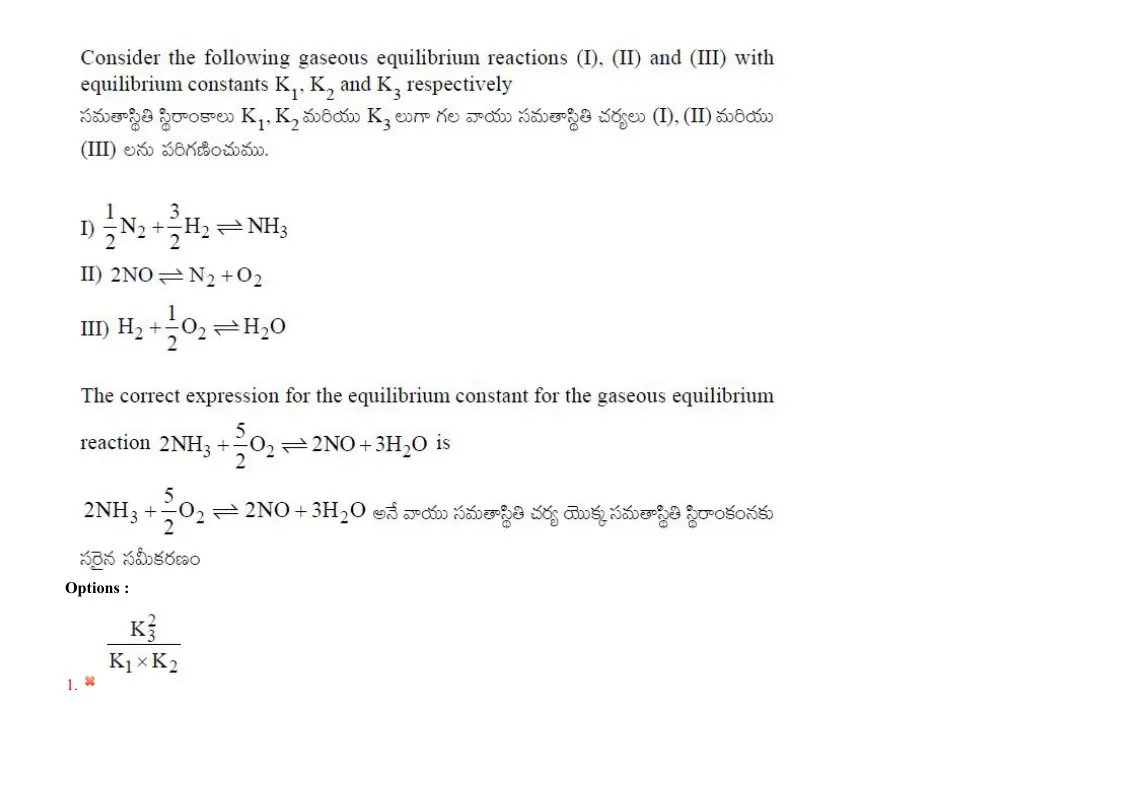 Consider the following gaseous equilibrium reactions (I), (II) and (III) with
equilibrium constants K₁, K₂ and K₃ respectively
సమతాస్థితి స్థిరాంకాలు K₁, K₂ మరియు K₃ లుగా గల వాయు సమతాస్థితి చర్యలు (I), (II) మరియు
(III) లను పరిగణించుము.
I) 1/2 N₂ + 3/2 H₂ ⇌ NH₃
II) 2NO ⇌ N₂ + O₂
III) H₂ + 1/2 O₂ ⇌ H₂O
The correct expression for the equilibrium constant for the gaseous equilibrium
reaction 2NH₃ + 5/2 O₂ ⇌ 2NO + 3H₂O is
2NH₃ + 5/2 O₂ ⇌ 2NO + 3H₂O అనే వాయు సమతాస్థితి చర్య యొక్క సమతాస్థితి స్థిరాంకంనకు
సరైన సమీకరణం
Options :
1. ✖ K₃² / K₁ × K₂